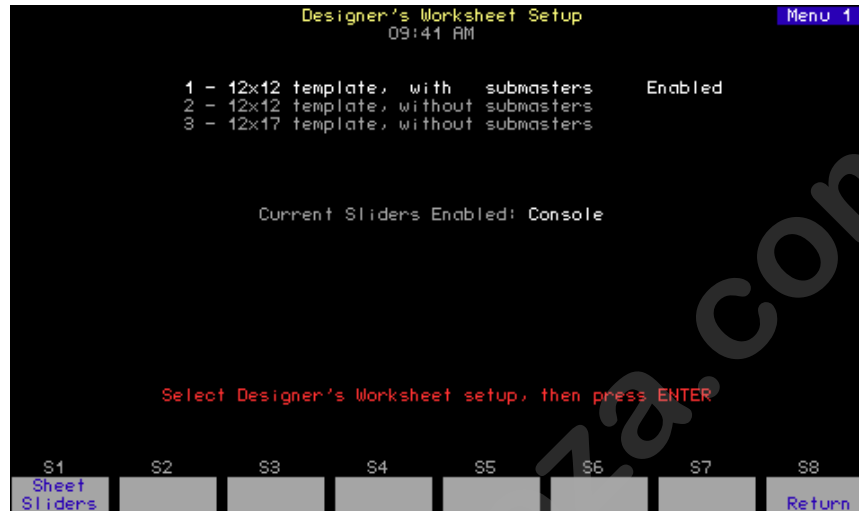 Designer's Worksheet Setup Menu 1
09:41 AM
1 - 12x12 template, with submasters Enabled
2 - 12x12 template, without submasters
3 - 12x17 template, without submasters
Current Sliders Enabled: Console
Select Designer's Worksheet setup, then press ENTER
S1 S2 S3 S4 S5 S6 S7 S8
Sheet
Sliders Return
za.com